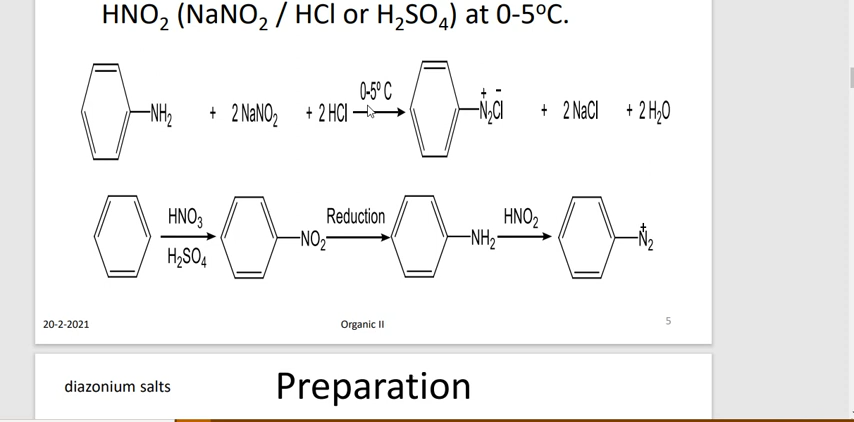 HNO₂ (NaNO₂ / HCl or H₂SO₄) at 0-5ºC.
0-5º C
NH₂ + 2 NaNO₂ + 2 HCl N₂Cl + - + 2 NaCl + 2 H₂O
HNO₃ Reduction HNO₂
NO₂ NH₂ N₂ +
H₂SO₄
20-2-2021 Organic II 5
diazonium salts Preparation